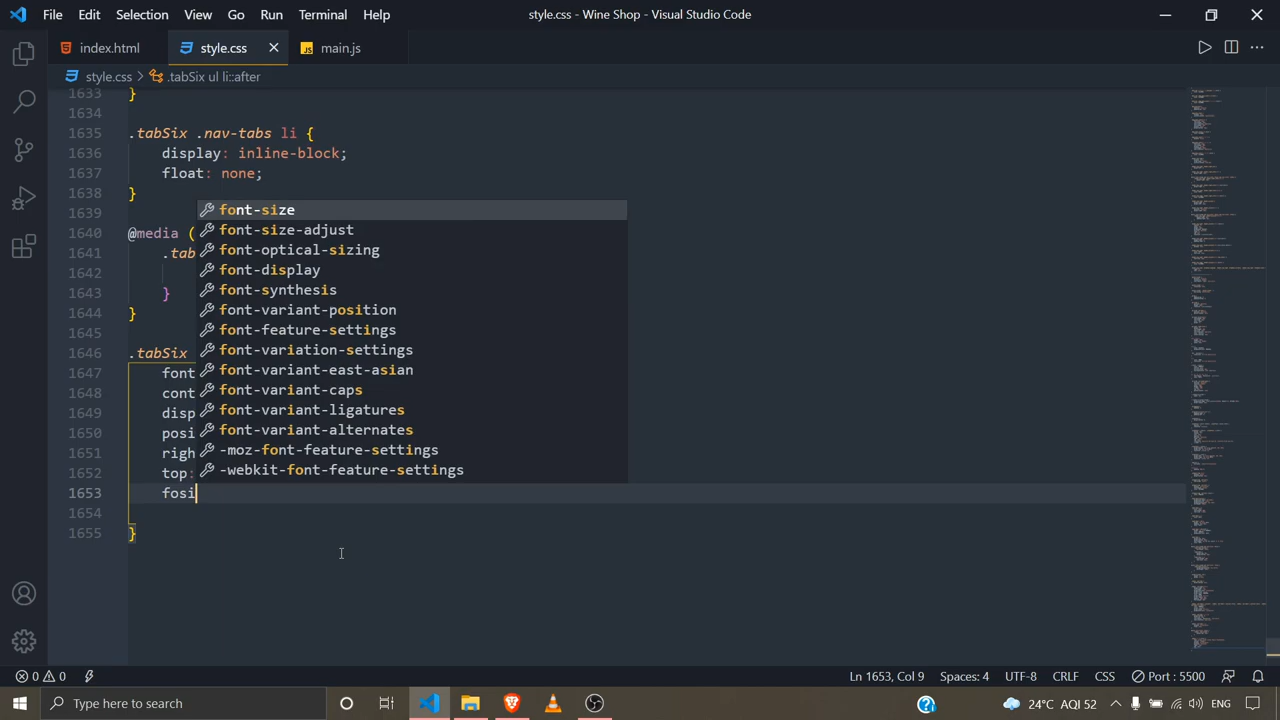 File Edit Selection View Go Run Terminal Help
style.css - Wine Shop - Visual Studio Code
index.html style.css main.js
style.css > .tabSix ul li::after
1633 }
1634
1635 .tabSix .nav-tabs li {
1636 display: inline-block;
1637 float: none;
1638 }
1639
1640 @media (
1641 .tab
1642
1643 }
1644 }
1645
1646 .tabSix
1647 font
1648 cont
1649 disp
1650 posi
1651 righ
1652 top:
1653 fosi
1654
1655 }
font-size
font-size-adjust
font-optical-sizing
font-display
font-synthesis
font-variant-position
font-feature-settings
font-variation-settings
font-variant-east-asian
font-variant-caps
font-variant-ligatures
font-variant-alternates
-moz-font-feature-settings
-webkit-font-feature-settings
0 0 Ln 1653, Col 9 Spaces: 4 UTF-8 CRLF CSS Port : 5500
Type here to search 24°C AQI 52 ENG